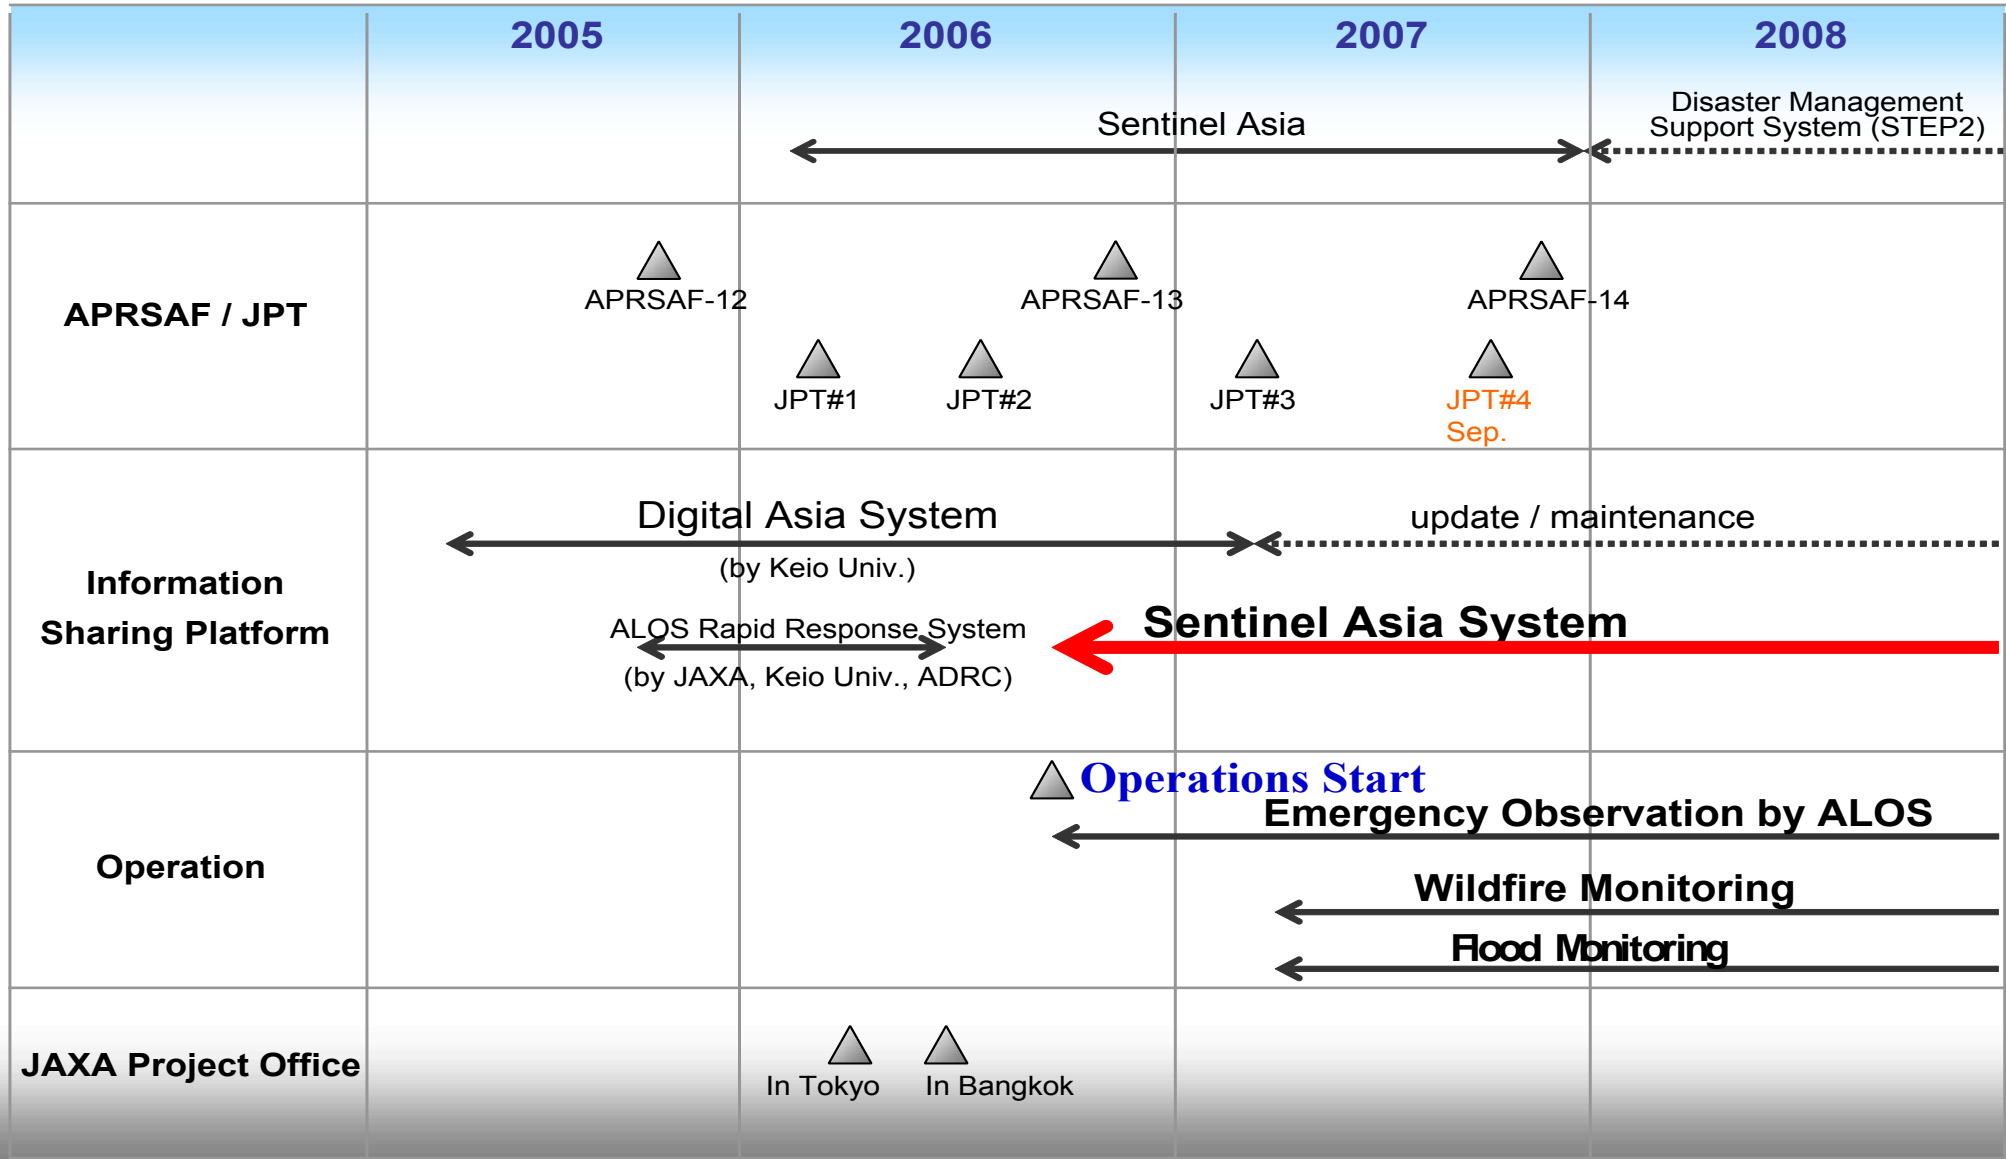 2005
2006
2007
2008
Sentinel Asia
Disaster Management
Support System (STEP2)
APRSAF / JPT
APRSAF-12
APRSAF-13
APRSAF-14
JPT#1
JPT#2
JPT#3
JPT#4
Sep.
Information
Sharing Platform
Digital Asia System
(by Keio Univ.)
update / maintenance
ALOS Rapid Response System
(by JAXA, Keio Univ., ADRC)
Sentinel Asia System
Operation
Operations Start
Emergency Observation by ALOS
Wildfire Monitoring
Flood Monitoring
JAXA Project Office
In Tokyo
In Bangkok